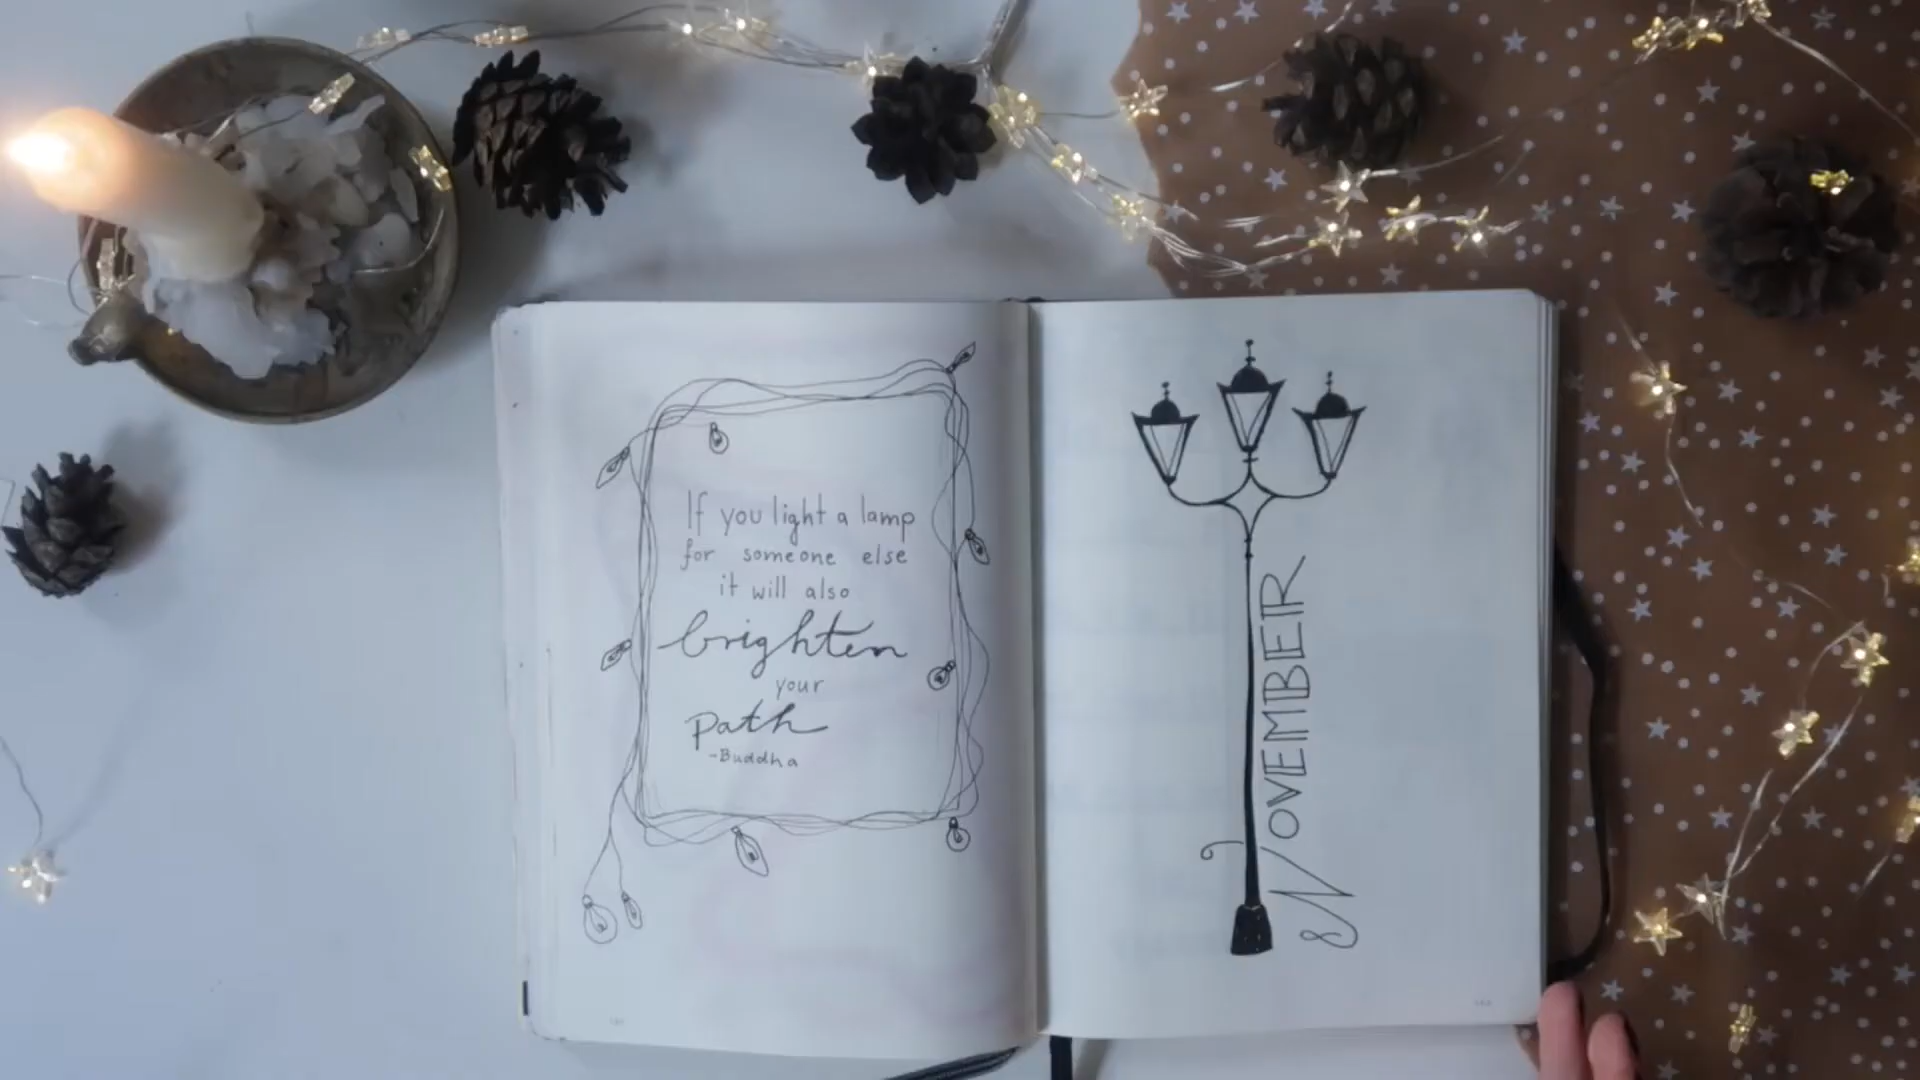 If you light a lamp
for someone else
it will also
brighten
your
path
-Buddha
NOVEMBER